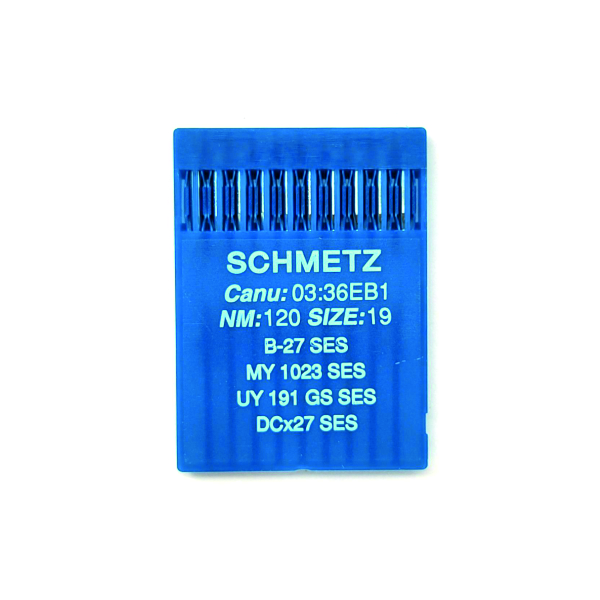 SCHMETZ
Canu: 03:36EB1
NM:120 SIZE:19
B-27 SES
MY 1023 SES
UY 191 GS SES
DCx27 SES